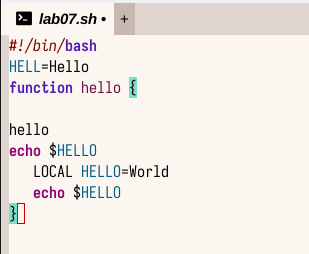 lab07.sh •
+
#!/bin/bash
HELL=Hello
function hello {
hello
echo $HELLO
LOCAL HELLO=World
echo $HELLO
}